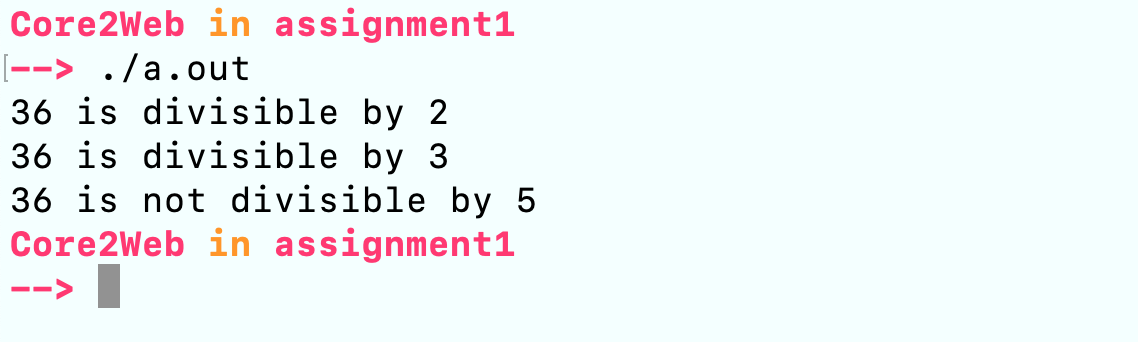 Core2Web in assignment1
[--> ./a.out
36 is divisible by 2
36 is divisible by 3
36 is not divisible by 5
Core2Web in assignment1
-->